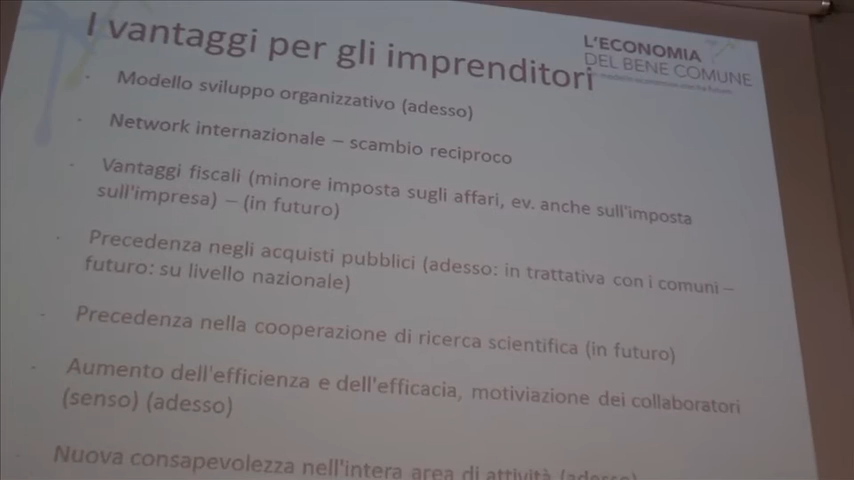 I vantaggi per gli imprenditori
L'ECONOMIA
DEL BENE COMUNE
- Modello sviluppo organizzativo (adesso)
- Network internazionale – scambio reciproco
- Vantaggi fiscali (minore imposta sugli affari, ev. anche sull'imposta
sull'impresa) – (in futuro)
- Precedenza negli acquisti pubblici (adesso: in trattativa con i comuni –
futuro: su livello nazionale)
- Precedenza nella cooperazione di ricerca scientifica (in futuro)
- Aumento dell'efficienza e dell'efficacia, motiviazione dei collaboratori
(senso) (adesso)
- Nuova consapevolezza nell'intera area di attività (adesso)